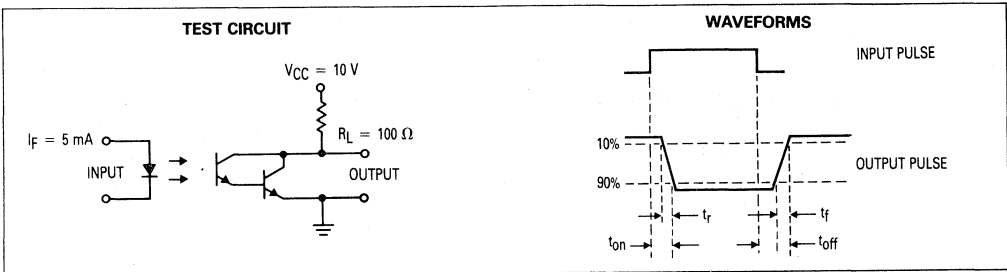 TEST CIRCUIT
VCC = 10 V
RL = 100 Ω
IF = 5 mA
INPUT
OUTPUT
WAVEFORMS
INPUT PULSE
10%
OUTPUT PULSE
90%
tr
tf
ton
toff